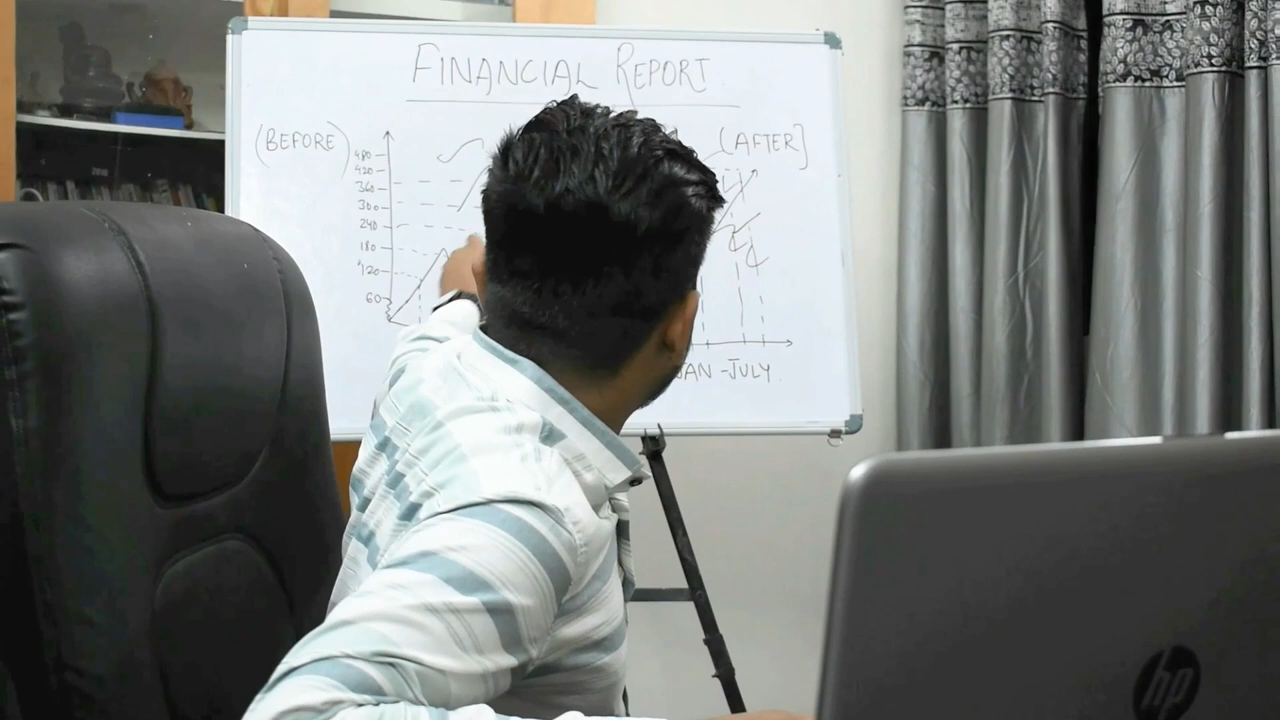 FINANCIAL REPORT
(BEFORE)
(AFTER]
480
420
360
300
240
180
120
60
JAN -JULY
hp